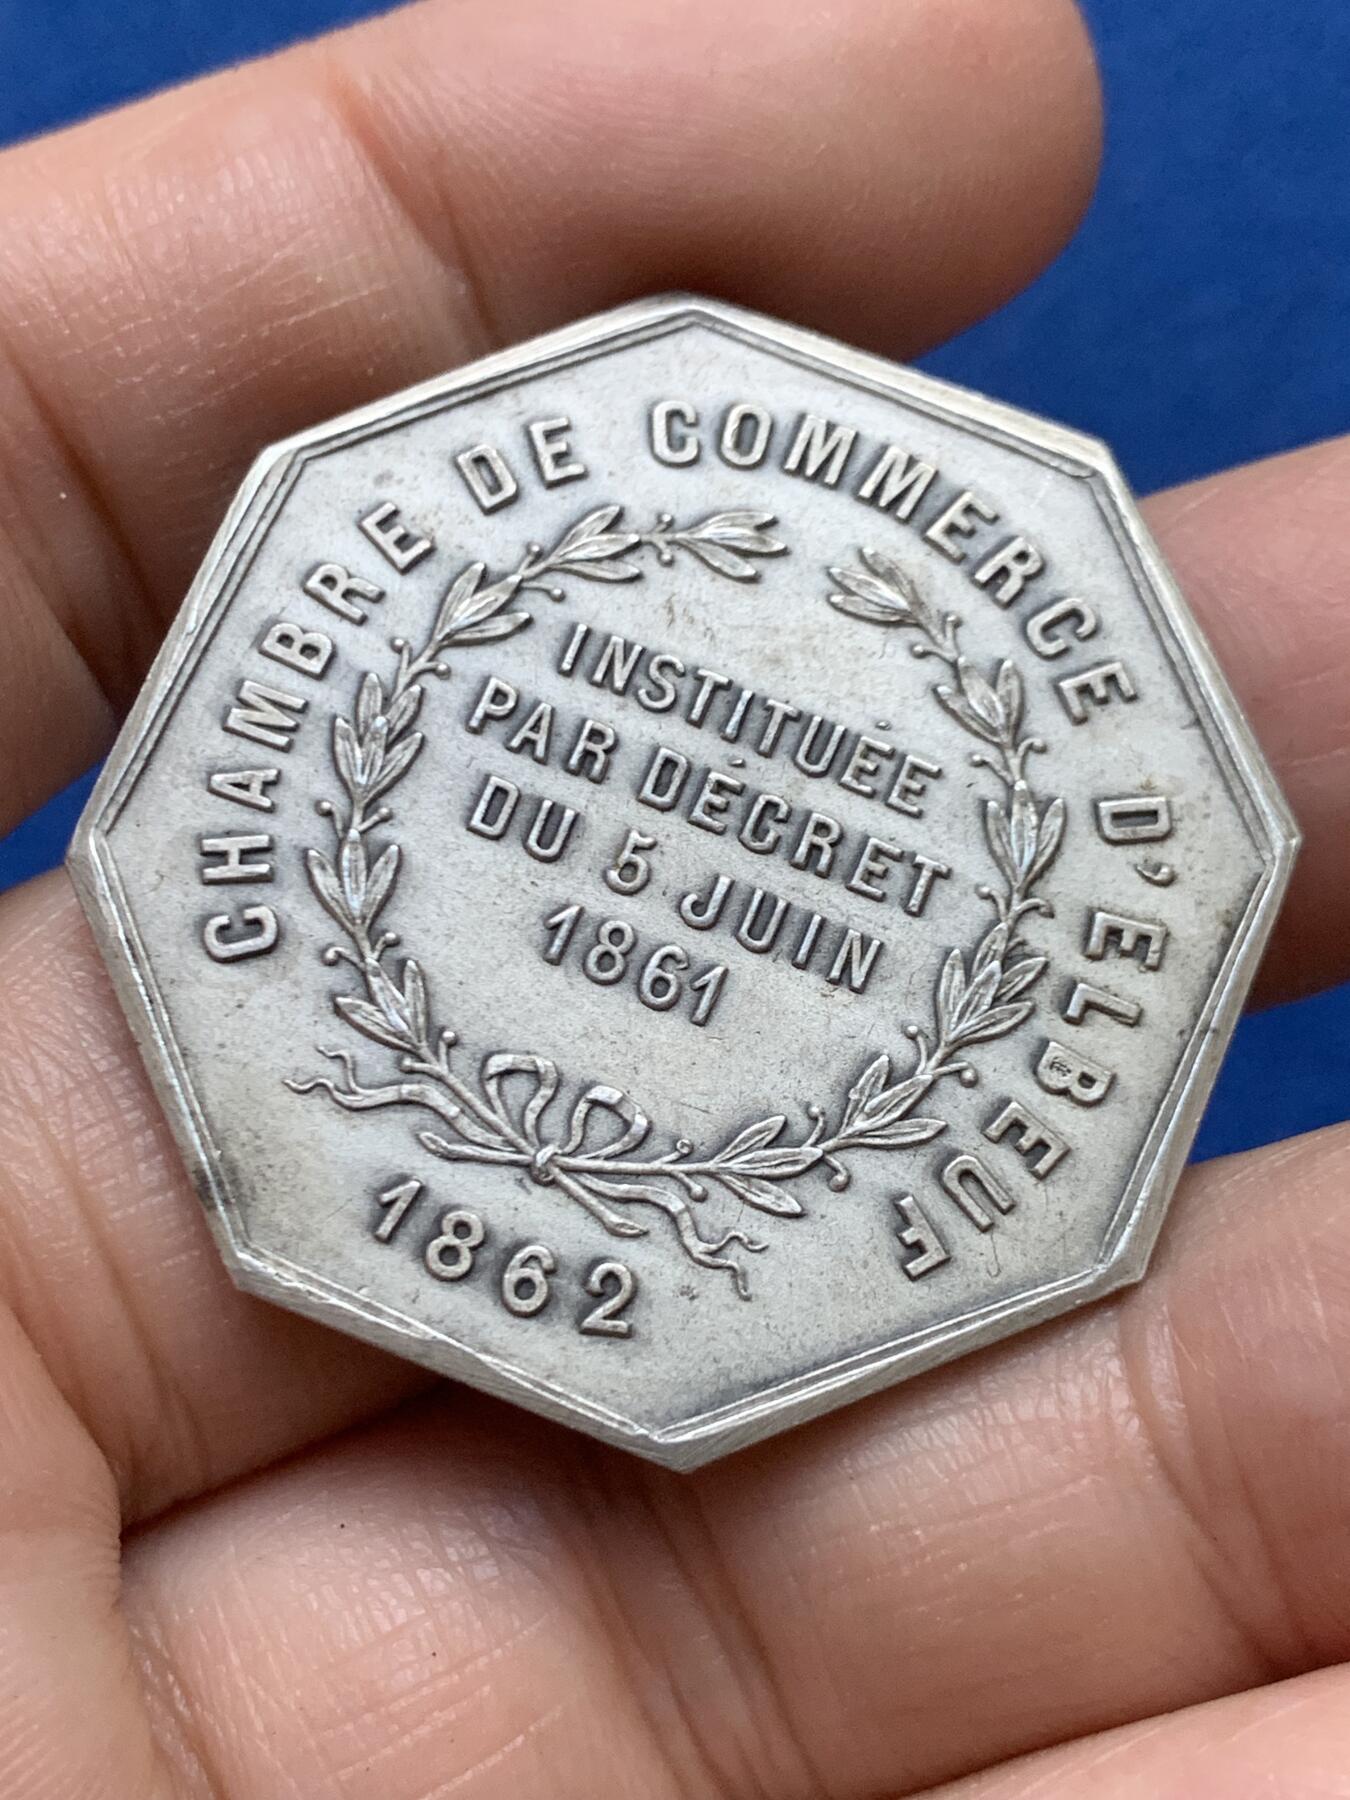 CHAMBRE DE COMMERCE D'ELBEUF
INSTITUÉE
PAR DÉCRET
DU 5 JUIN
1861
1862